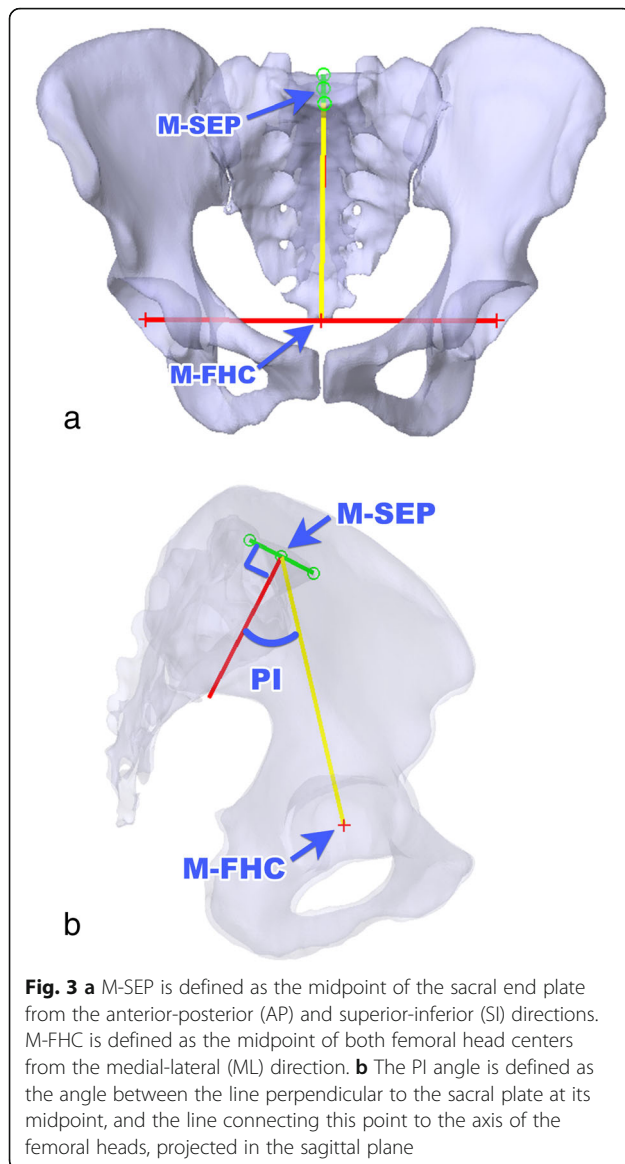 M-SEP
M-FHC
a
M-SEP
PI
M-FHC
b
Fig. 3 a M-SEP is defined as the midpoint of the sacral end plate
from the anterior-posterior (AP) and superior-inferior (SI) directions.
M-FHC is defined as the midpoint of both femoral head centers
from the medial-lateral (ML) direction. b The PI angle is defined as
the angle between the line perpendicular to the sacral plate at its
midpoint, and the line connecting this point to the axis of the
femoral heads, projected in the sagittal plane